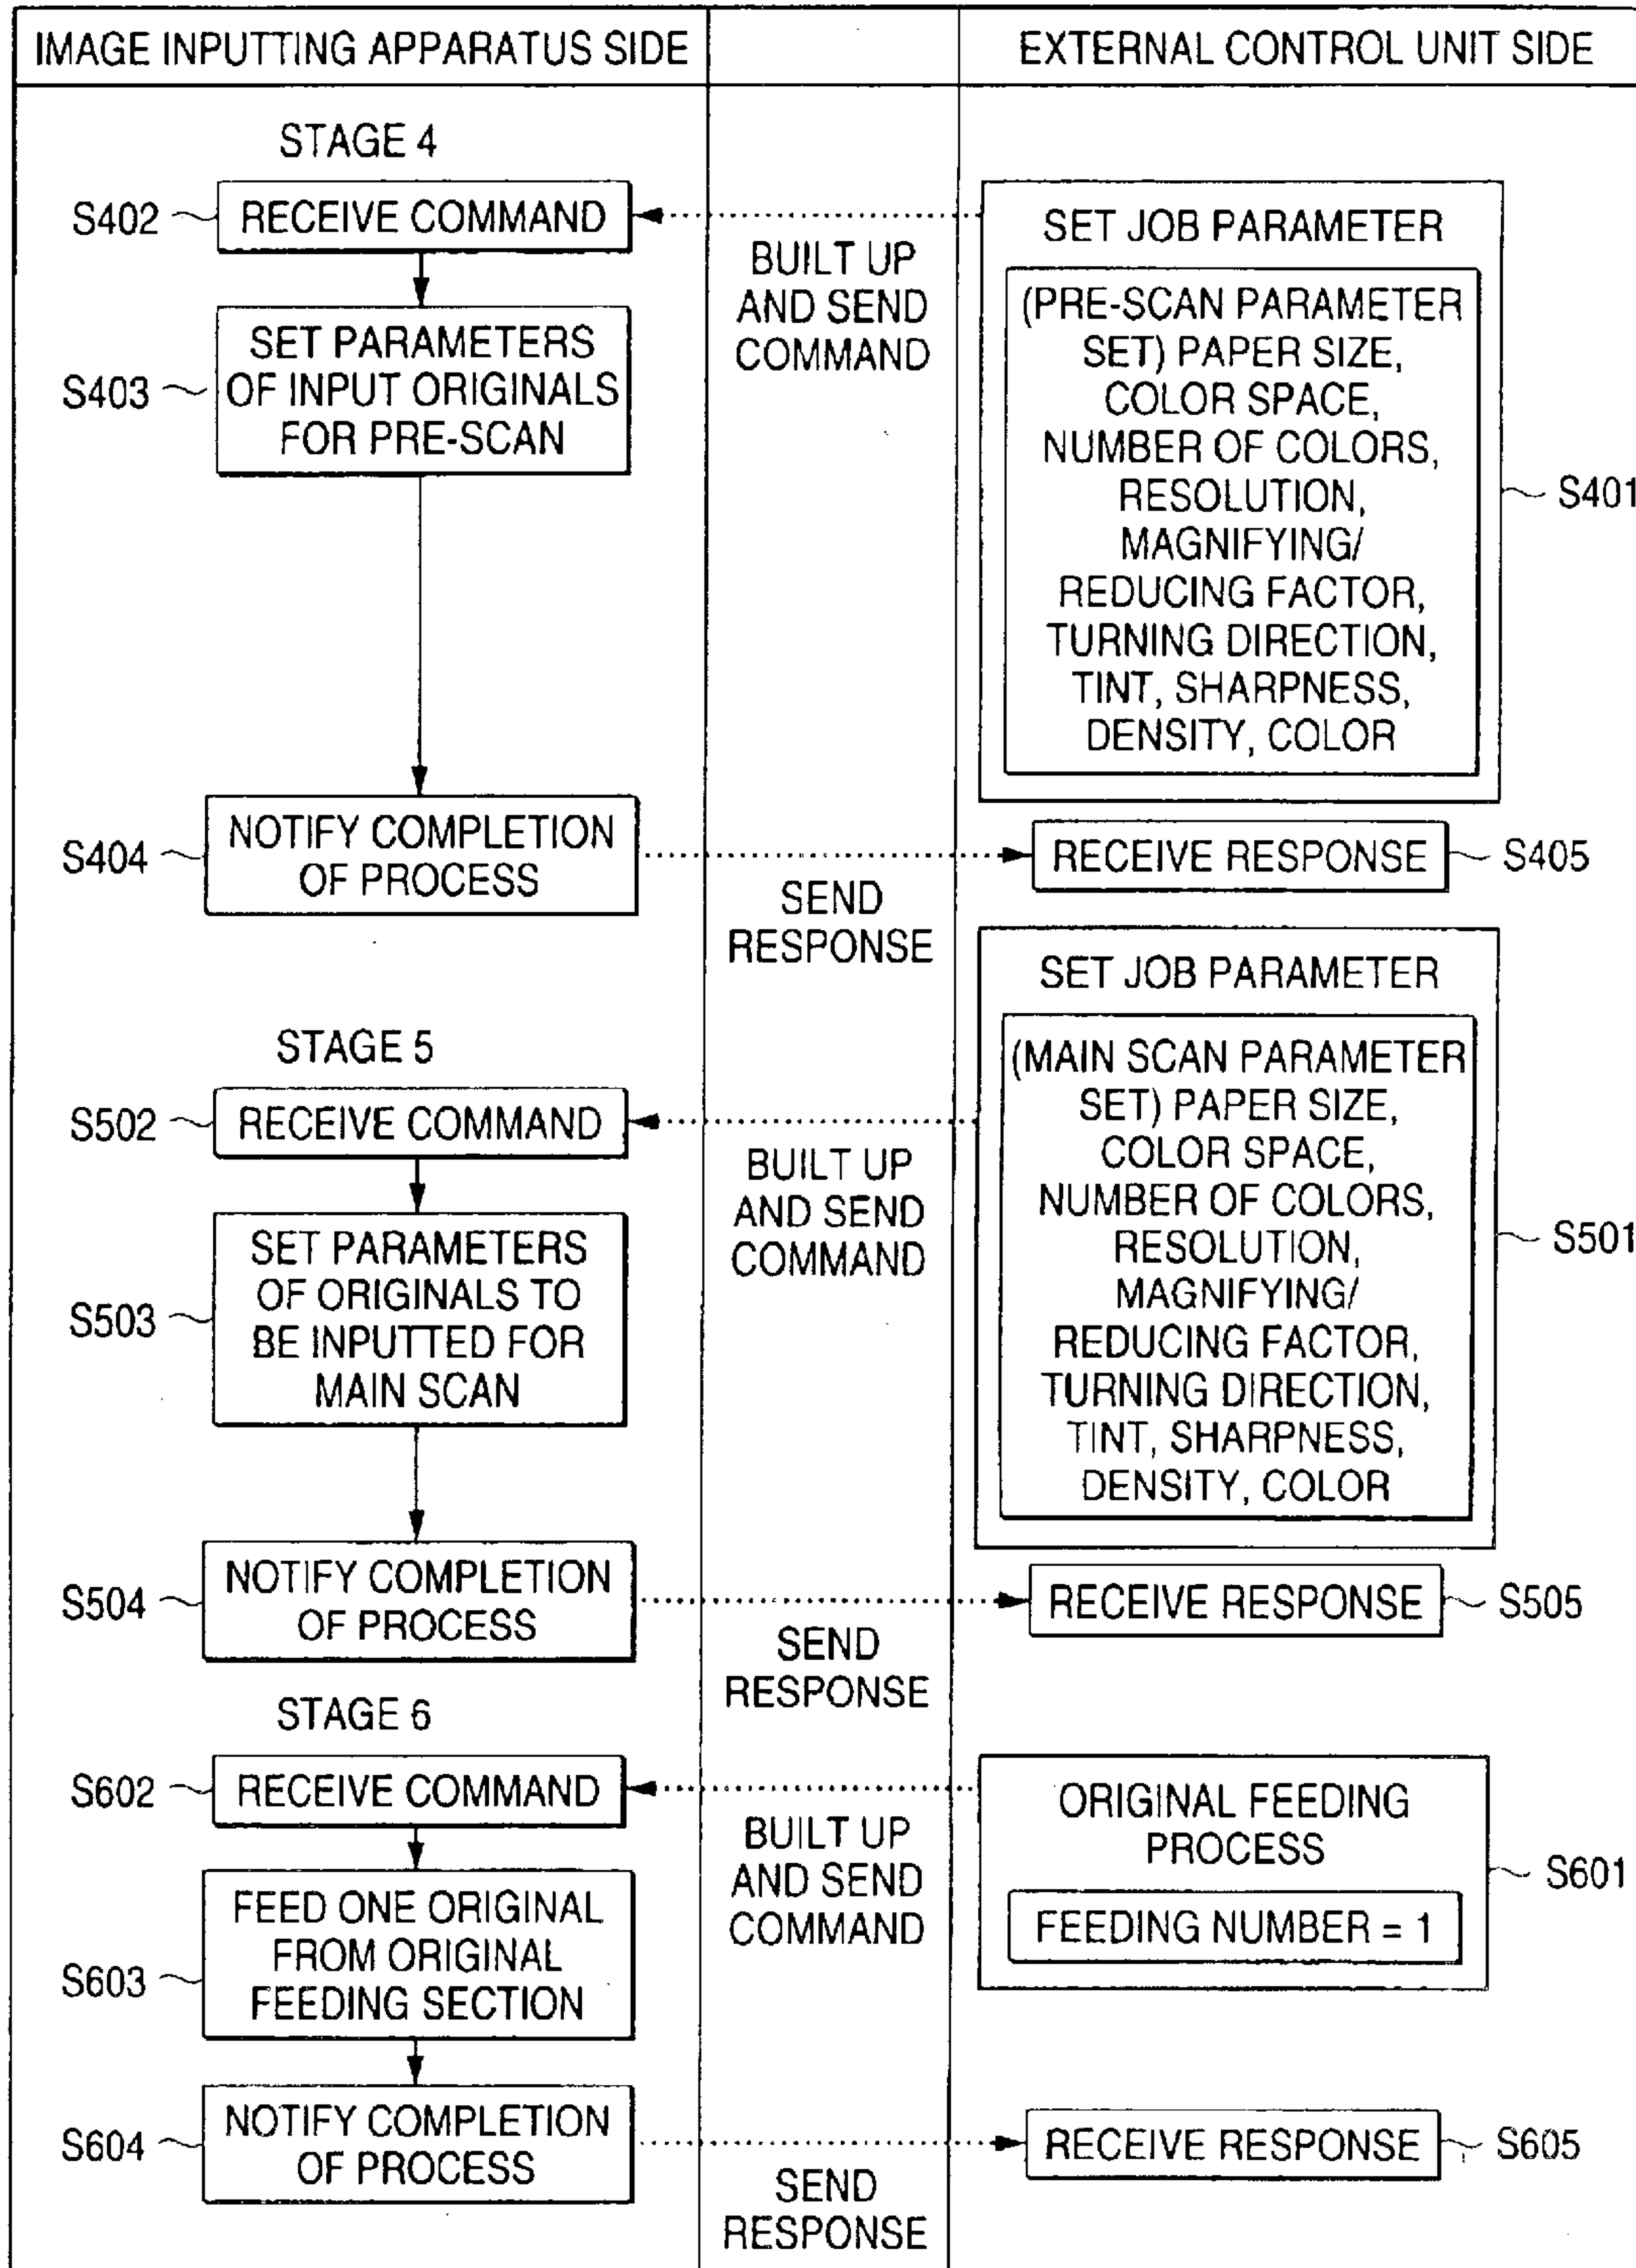 IMAGE INPUTTING APPARATUS SIDE
EXTERNAL CONTROL UNIT SIDE
STAGE 4
S402
RECEIVE COMMAND
S403
SET PARAMETERS
OF INPUT ORIGINALS
FOR PRE-SCAN
S404
NOTIFY COMPLETION
OF PROCESS
BUILT UP
AND SEND
COMMAND
SEND
RESPONSE
SET JOB PARAMETER
(PRE-SCAN PARAMETER
SET) PAPER SIZE,
COLOR SPACE,
NUMBER OF COLORS,
RESOLUTION,
MAGNIFYING/
REDUCING FACTOR,
TURNING DIRECTION,
TINT, SHARPNESS,
DENSITY, COLOR
S401
RECEIVE RESPONSE
S405
STAGE 5
S502
RECEIVE COMMAND
S503
SET PARAMETERS
OF ORIGINALS TO
BE INPUTTED FOR
MAIN SCAN
S504
NOTIFY COMPLETION
OF PROCESS
BUILT UP
AND SEND
COMMAND
SEND
RESPONSE
SET JOB PARAMETER
(MAIN SCAN PARAMETER
SET) PAPER SIZE,
COLOR SPACE,
NUMBER OF COLORS,
RESOLUTION,
MAGNIFYING/
REDUCING FACTOR,
TURNING DIRECTION,
TINT, SHARPNESS,
DENSITY, COLOR
S501
RECEIVE RESPONSE
S505
STAGE 6
S602
RECEIVE COMMAND
S603
FEED ONE ORIGINAL
FROM ORIGINAL
FEEDING SECTION
S604
NOTIFY COMPLETION
OF PROCESS
BUILT UP
AND SEND
COMMAND
SEND
RESPONSE
ORIGINAL FEEDING
PROCESS
FEEDING NUMBER = 1
S601
RECEIVE RESPONSE
S605